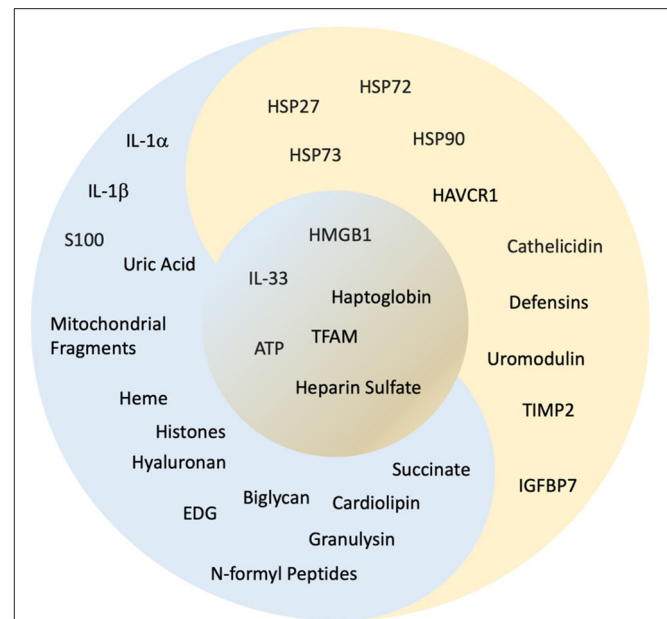 HSP72
HSP27
IL-1α
HSP90
HSP73
IL-1β
HAVCR1
S100
HMGB1
Cathelicidin
Uric Acid
IL-33
Haptoglobin
Defensins
Mitochondrial
Fragments
TFAM
ATP
Uromodulin
Heparin Sulfate
Heme
TIMP2
Histones
Hyaluronan
Succinate
IGFBP7
Biglycan
Cardiolipin
EDG
Granulysin
N-formyl Peptides